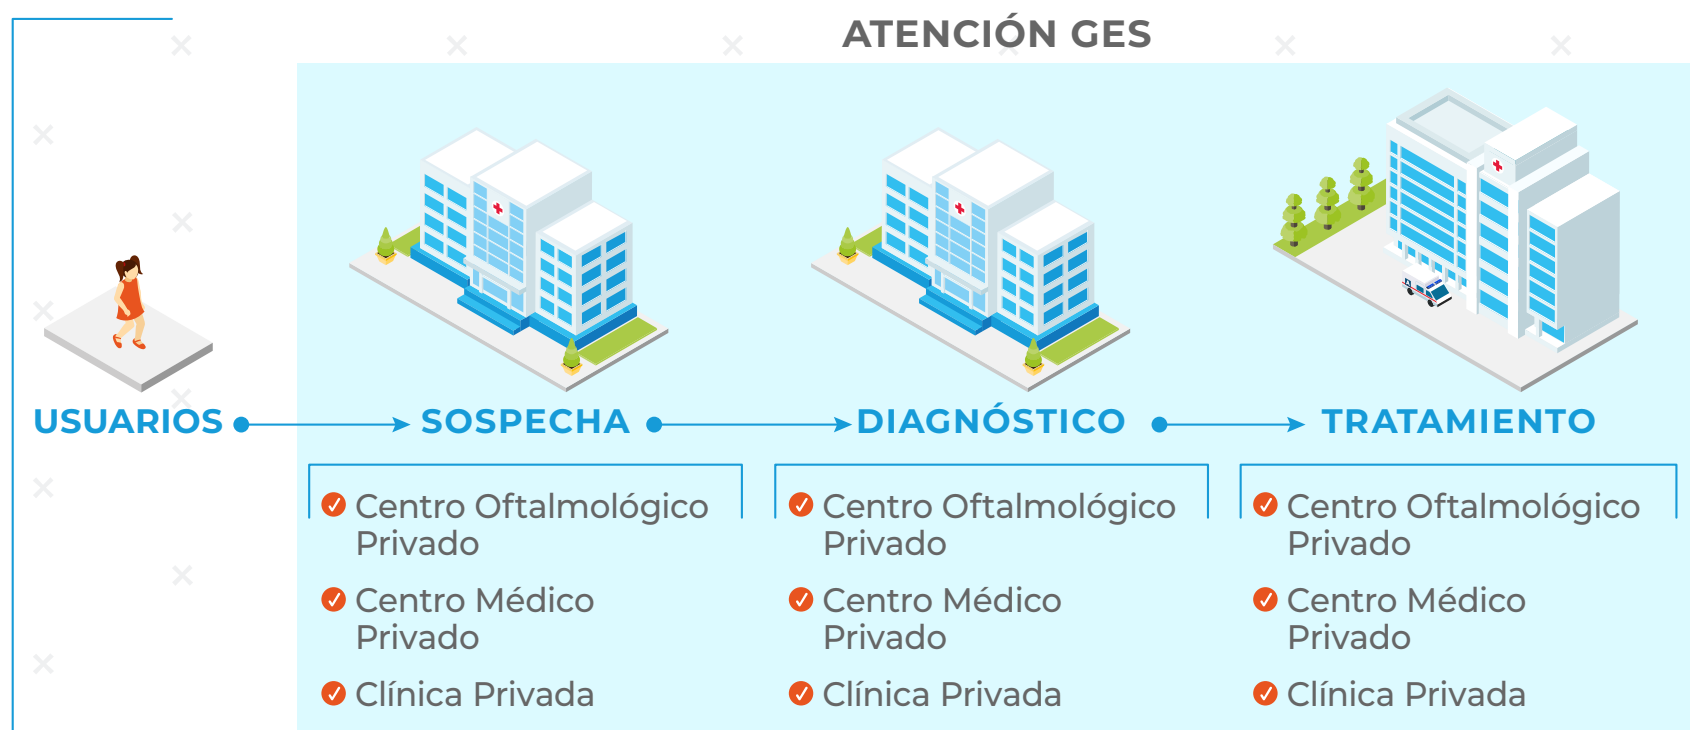 ATENCIÓN GES
USUARIOS
SOSPECHA
DIAGNÓSTICO
TRATAMIENTO
Centro Oftalmológico
Privado
Centro Médico
Privado
Clínica Privada
Centro Oftalmológico
Privado
Centro Médico
Privado
Clínica Privada
Centro Oftalmológico
Privado
Centro Médico
Privado
Clínica Privada